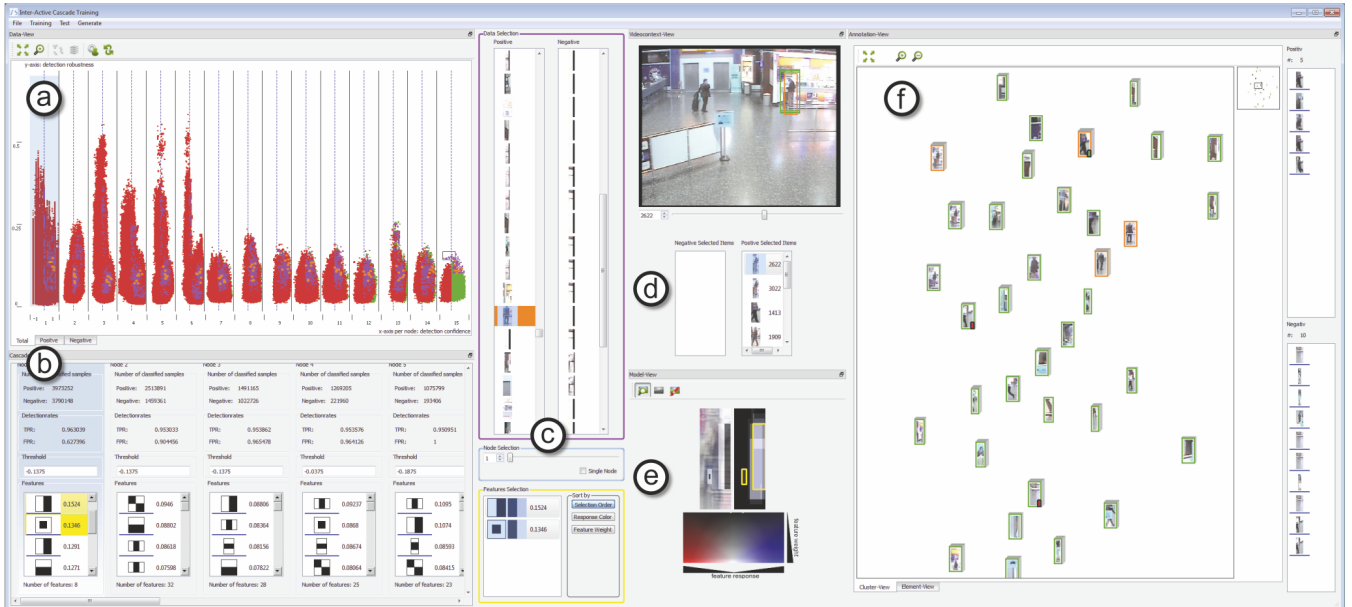 Inter-Active Cascade Training
File Training Test Generate
Data-View
y-axis: detection robustness
a
0.5
0.25
0
-1 1 -1 1
1 2 3 4 5 6 7 8 9 10 11 12 13 14 15
x-axis per node: detection confidence
Total Positive Negative
Cascade
b
Node 2 Node 3 Node 4 Node 5
Number of classified samples
Positive: 3973252
Negative: 3790148
Detectionrates
TPR: 0.963039
FPR: 0.627396
Threshold
-0.1375
Features
0.1524
0.1346
0.1291
0.1271
Number of features: 8
Number of classified samples
Positive: 2513891
Negative: 1459361
Detectionrates
TPR: 0.953033
FPR: 0.904456
Threshold
-0.1375
Features
0.0946
0.08802
0.08618
0.07598
Number of features: 32
Number of classified samples
Positive: 1491165
Negative: 1022726
Detectionrates
TPR: 0.953862
FPR: 0.965478
Threshold
-0.1375
Features
0.08806
0.08364
0.08156
0.07822
Number of features: 28
Number of classified samples
Positive: 1269205
Negative: 221960
Detectionrates
TPR: 0.953576
FPR: 0.964126
Threshold
-0.0375
Features
0.09237
0.0868
0.08674
0.08064
Number of features: 25
Number of classified samples
Positive: 1075799
Negative: 193406
Detectionrates
TPR: 0.950951
FPR: 1
Threshold
-0.1875
Features
0.1095
0.1074
0.08593
0.08415
Number of features: 23
Data Selection
Positive Negative
c
Node Selection
1
Single Node
Features Selection
0.1524
0.1346
Sort by
Selection Order
Response Color
Feature Weight
Videocontext-View
2622
d
Negative Selected Items Positive Selected Items
2622
3022
1413
1909
Model-View
e
feature weight
feature response
Annotation-View
f
Cluster-View Element-View
Positiv
#: 5
Negativ
#: 10